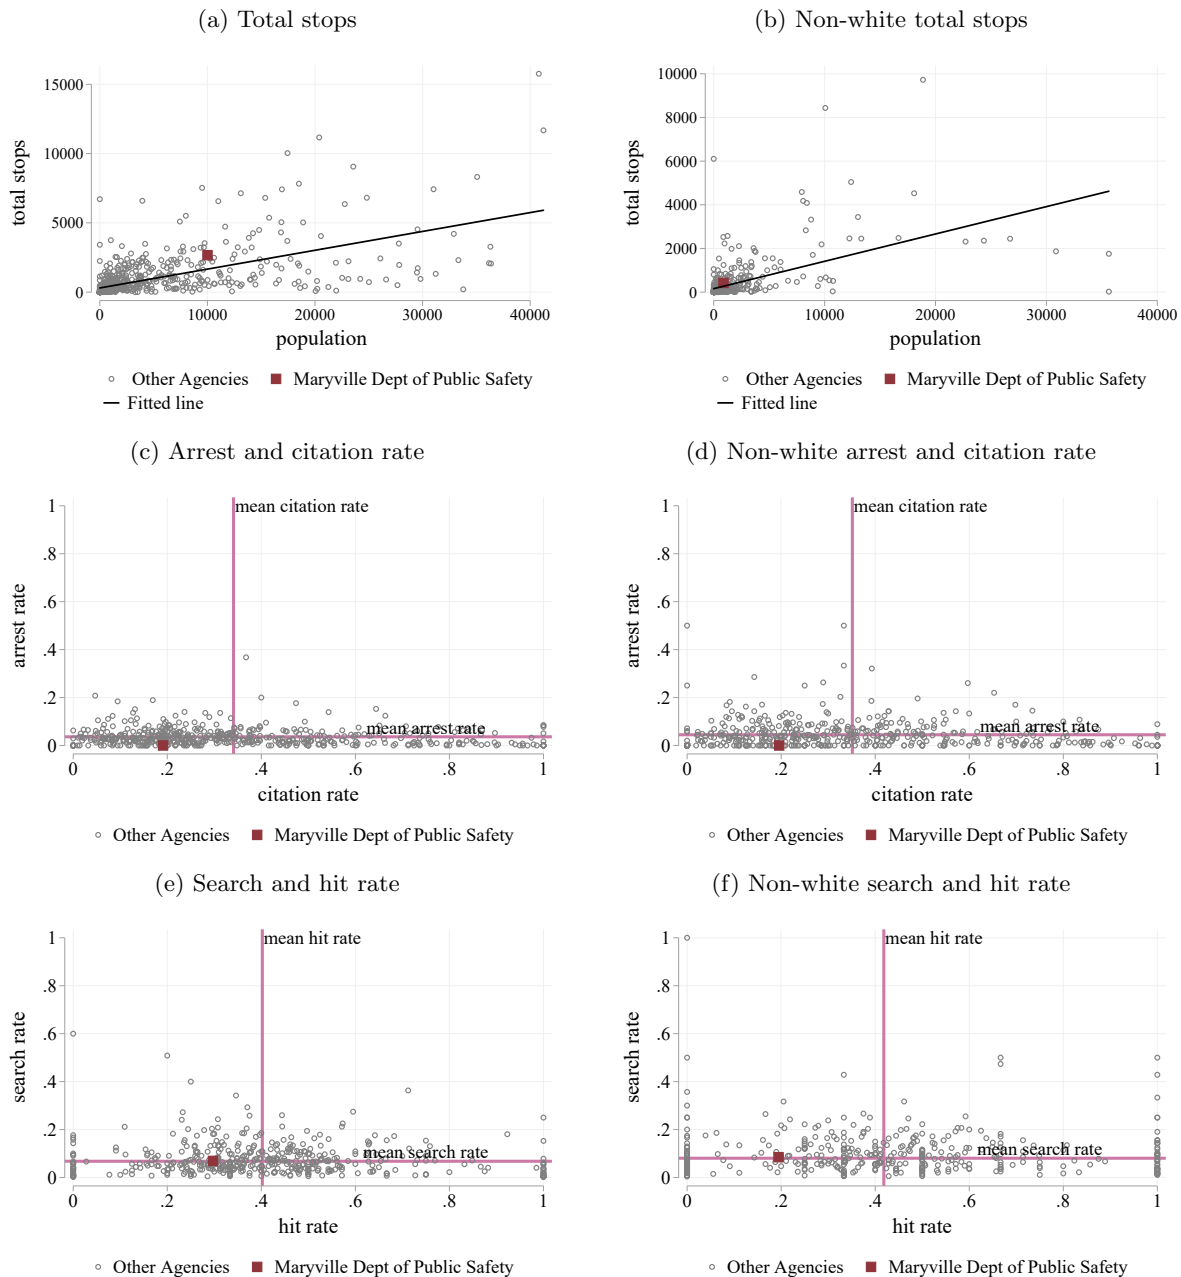 (a) Total stops
(b) Non-white total stops
15000
10000
5000
0
total stops
0 10000 20000 30000 40000
population
Other Agencies Maryville Dept of Public Safety
Fitted line
10000
8000
6000
4000
2000
0
total stops
0 10000 20000 30000 40000
population
Other Agencies Maryville Dept of Public Safety
Fitted line
(c) Arrest and citation rate
(d) Non-white arrest and citation rate
1
.8
.6
.4
.2
0
arrest rate
mean citation rate
mean arrest rate
0 .2 .4 .6 .8 1
citation rate
Other Agencies Maryville Dept of Public Safety
1
.8
.6
.4
.2
0
arrest rate
mean citation rate
mean arrest rate
0 .2 .4 .6 .8 1
citation rate
Other Agencies Maryville Dept of Public Safety
(e) Search and hit rate
(f) Non-white search and hit rate
1
.8
.6
.4
.2
0
search rate
mean hit rate
mean search rate
0 .2 .4 .6 .8 1
hit rate
Other Agencies Maryville Dept of Public Safety
1
.8
.6
.4
.2
0
search rate
mean hit rate
mean search rate
0 .2 .4 .6 .8 1
hit rate
Other Agencies Maryville Dept of Public Safety